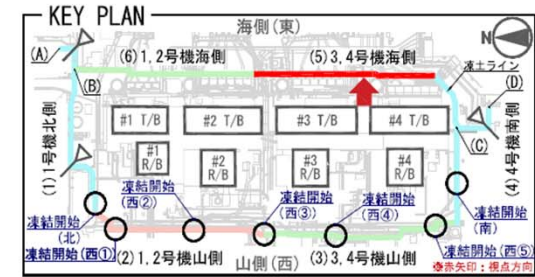 KEY PLAN
海側(東)
N
(A)
(6)1,2号機海側
(5)3,4号機海側
凍土ライン
(B)
(D)
#1 T/B
#2 T/B
#3 T/B
#4 T/B
(1)1号機北側
#1
R/B
#2
R/B
#3
R/B
#4
R/B
(C)
(4)4号機南側
凍結開始
(西②)
凍結開始
(西③)
凍結開始
(西④)
凍結開始
(北)
凍結開始
(南)
凍結開始(西①)
(2)1,2号機山側
山側(西)
(3)3,4号機山側
凍結開始(西⑤)
※赤矢印:視点方向